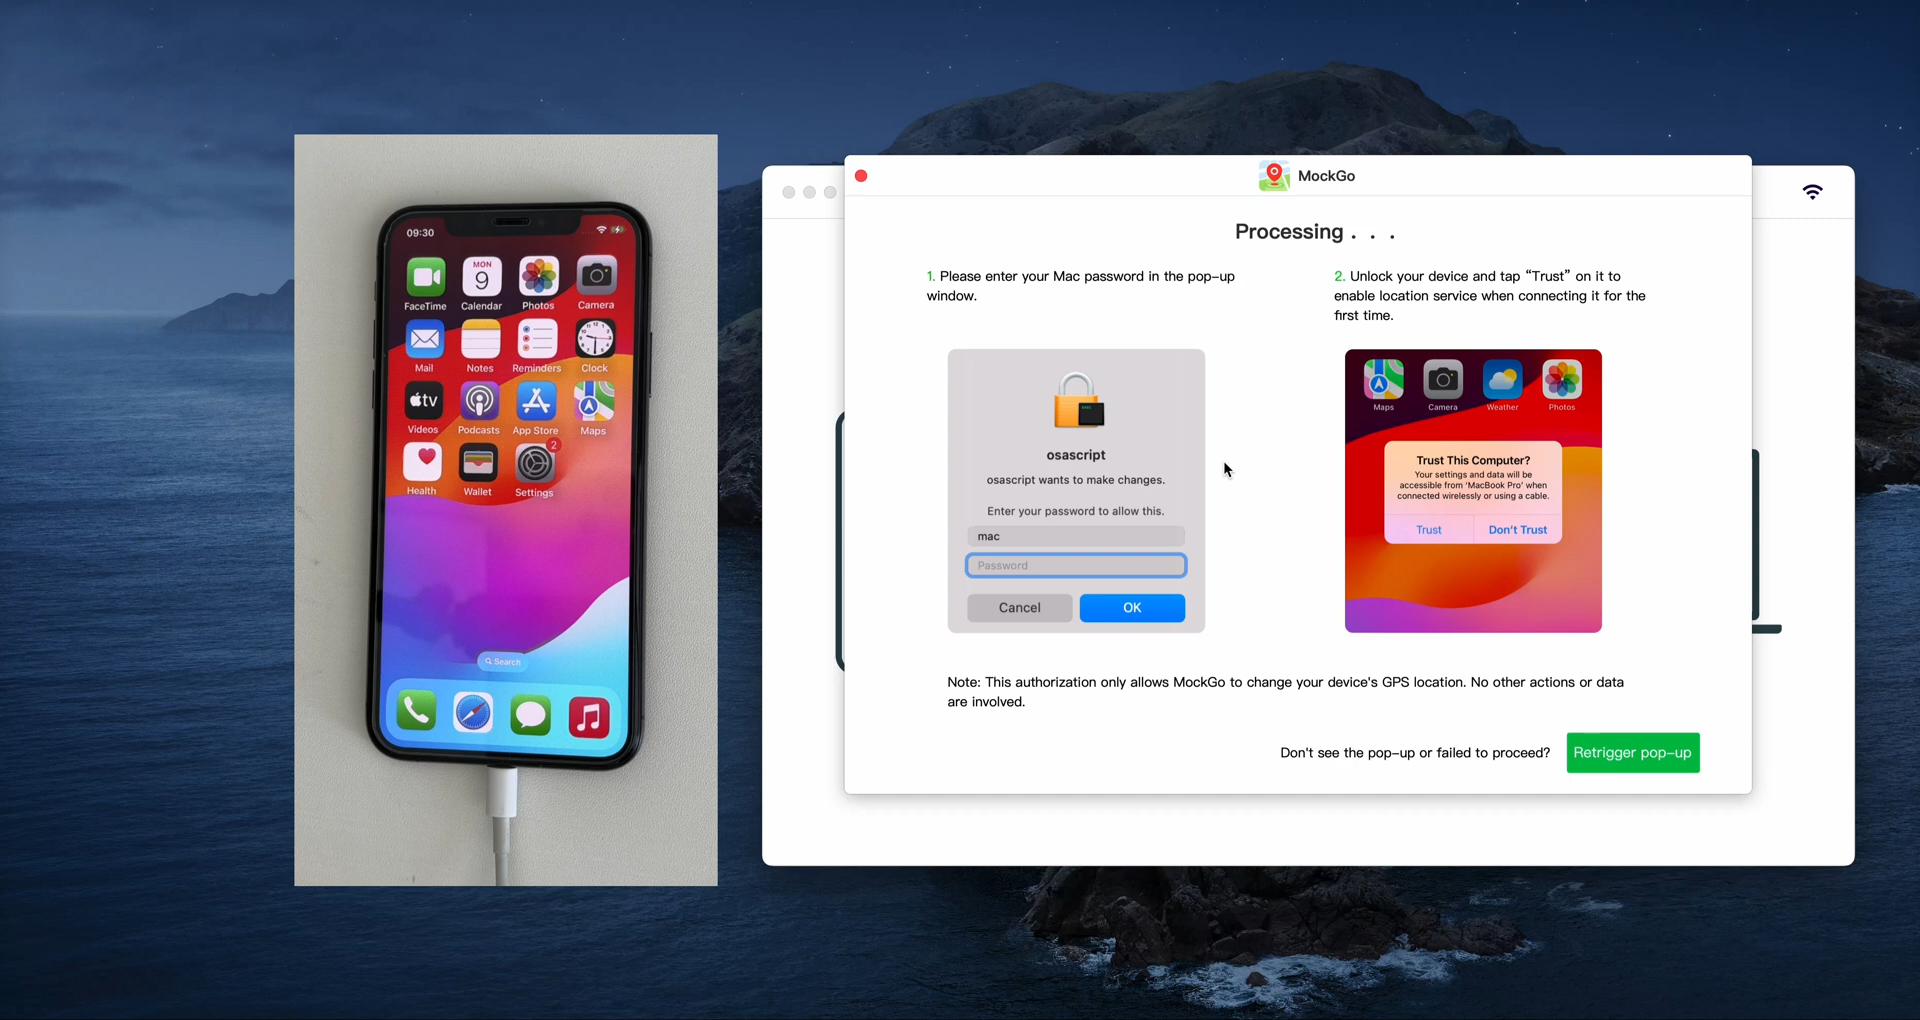 09:30
MON
9
FaceTime Calendar Photos Camera
Mail Notes Reminders Clock
tv
Videos Podcasts App Store Maps
2
Health Wallet Settings
Search
MockGo
Processing . . .
1. Please enter your Mac password in the pop-up
window.
osascript
osascript wants to make changes.
Enter your password to allow this.
mac
Password
Cancel OK
2. Unlock your device and tap “Trust” on it to
enable location service when connecting it for the
first time.
Maps Camera Weather Photos
Trust This Computer?
Your settings and data will be
accessible from ‘MacBook Pro’ when
connected wirelessly or using a cable.
Trust Don’t Trust
Note: This authorization only allows MockGo to change your device's GPS location. No other actions or data
are involved.
Don't see the pop-up or failed to proceed? Retrigger pop-up